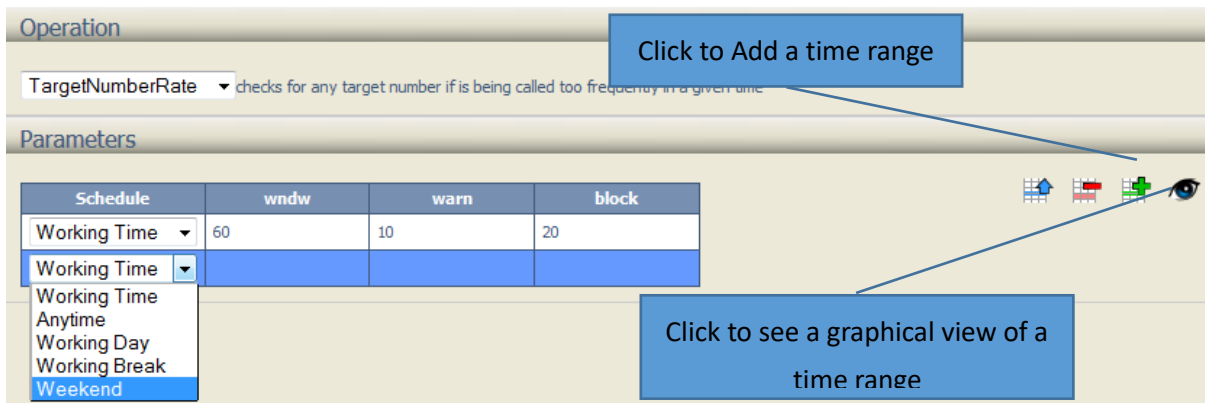 Operation
Click to Add a time range
TargetNumberRate checks for any target number if is being called too frequently in a given time
Parameters
Schedule wndw warn block
Working Time 60 10 20
Working Time
Working Time
Anytime
Working Day
Working Break
Weekend
Click to see a graphical view of a
time range